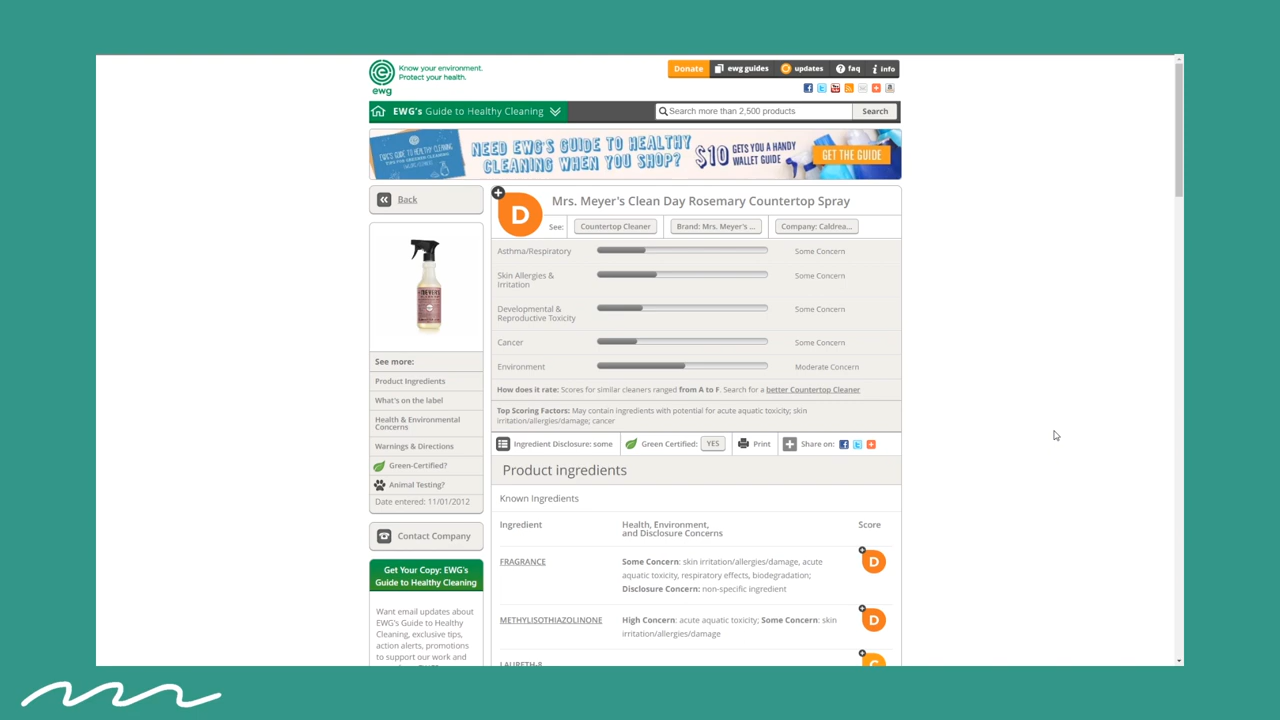 Know your environment.
Protect your health.
ewg
Donate
ewg guides
updates
faq
info
EWG's Guide to Healthy Cleaning
Search more than 2,500 products
Search
NEED EWG'S GUIDE TO HEALTHY
CLEANING WHEN YOU SHOP?
$10 GETS YOU A HANDY
WALLET GUIDE
GET THE GUIDE
Back
D
Mrs. Meyer's Clean Day Rosemary Countertop Spray
See:
Countertop Cleaner
Brand: Mrs. Meyer's ...
Company: Caldrea...
Asthma/Respiratory
Some Concern
Skin Allergies &
Irritation
Some Concern
Developmental &
Reproductive Toxicity
Some Concern
Cancer
Some Concern
Environment
Moderate Concern
How does it rate: Scores for similar cleaners ranged from A to F. Search for a better Countertop Cleaner
Top Scoring Factors: May contain ingredients with potential for acute aquatic toxicity; skin
irritation/allergies/damage; cancer
Ingredient Disclosure: some
Green Certified: YES
Print
Share on:
See more:
Product Ingredients
What's on the label
Health & Environmental
Concerns
Warnings & Directions
Green-Certified?
Animal Testing?
Date entered: 11/01/2012
Contact Company
Get Your Copy: EWG's
Guide to Healthy Cleaning
Want email updates about
EWG's Guide to Healthy
Cleaning, exclusive tips,
action alerts, promotions
to support our work and
Product ingredients
Known Ingredients
Ingredient
Health, Environment,
and Disclosure Concerns
Score
FRAGRANCE
Some Concern: skin irritation/allergies/damage, acute
aquatic toxicity, respiratory effects, biodegradation;
Disclosure Concern: non-specific ingredient
D
METHYLISOTHIAZOLINONE
High Concern: acute aquatic toxicity; Some Concern: skin
irritation/allergies/damage
D
LAURETH-8
C